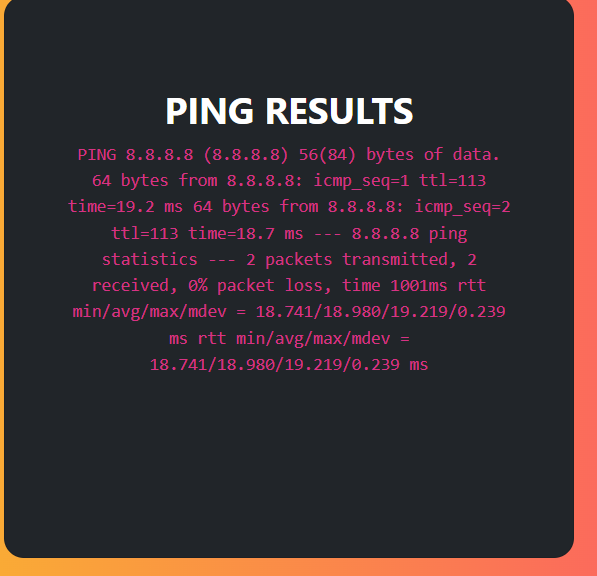 PING RESULTS
PING 8.8.8.8 (8.8.8.8) 56(84) bytes of data.
64 bytes from 8.8.8.8: icmp_seq=1 ttl=113
time=19.2 ms 64 bytes from 8.8.8.8: icmp_seq=2
ttl=113 time=18.7 ms --- 8.8.8.8 ping
statistics --- 2 packets transmitted, 2
received, 0% packet loss, time 1001ms rtt
min/avg/max/mdev = 18.741/18.980/19.219/0.239
ms rtt min/avg/max/mdev =
18.741/18.980/19.219/0.239 ms